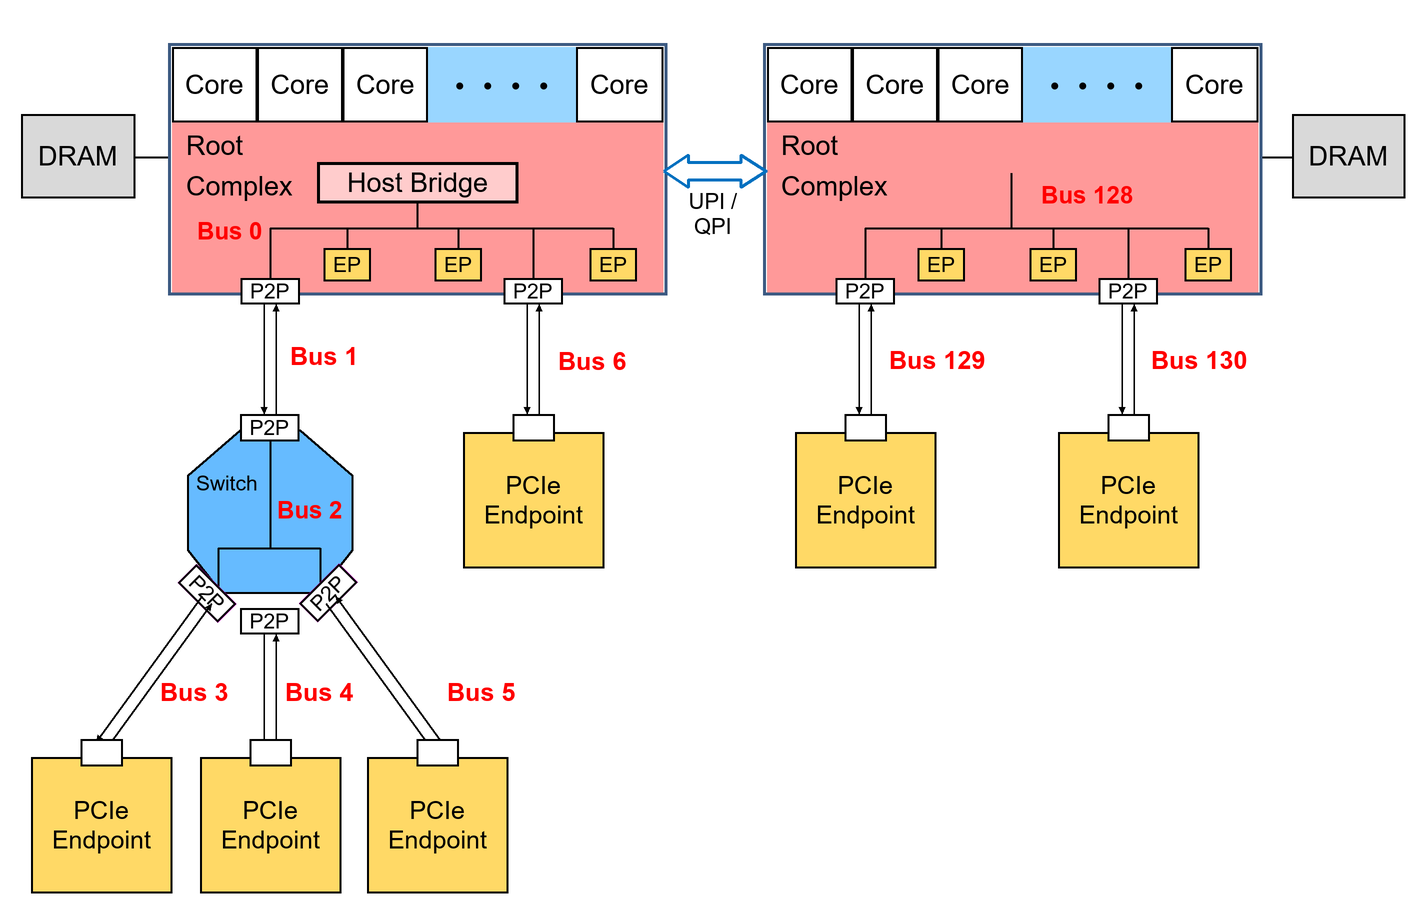 Core Core Core Core
Core Core Core Core
DRAM
Root
Complex
Host Bridge
Bus 0
EP EP EP
P2P P2P
UPI /
QPI
Root
Complex
Bus 128
EP EP EP
P2P P2P
DRAM
Bus 1
Bus 6
Bus 129
Bus 130
P2P
Switch
Bus 2
P2P
P2P
P2P
PCIe
Endpoint
PCIe
Endpoint
PCIe
Endpoint
Bus 3
Bus 4
Bus 5
PCIe
Endpoint
PCIe
Endpoint
PCIe
Endpoint